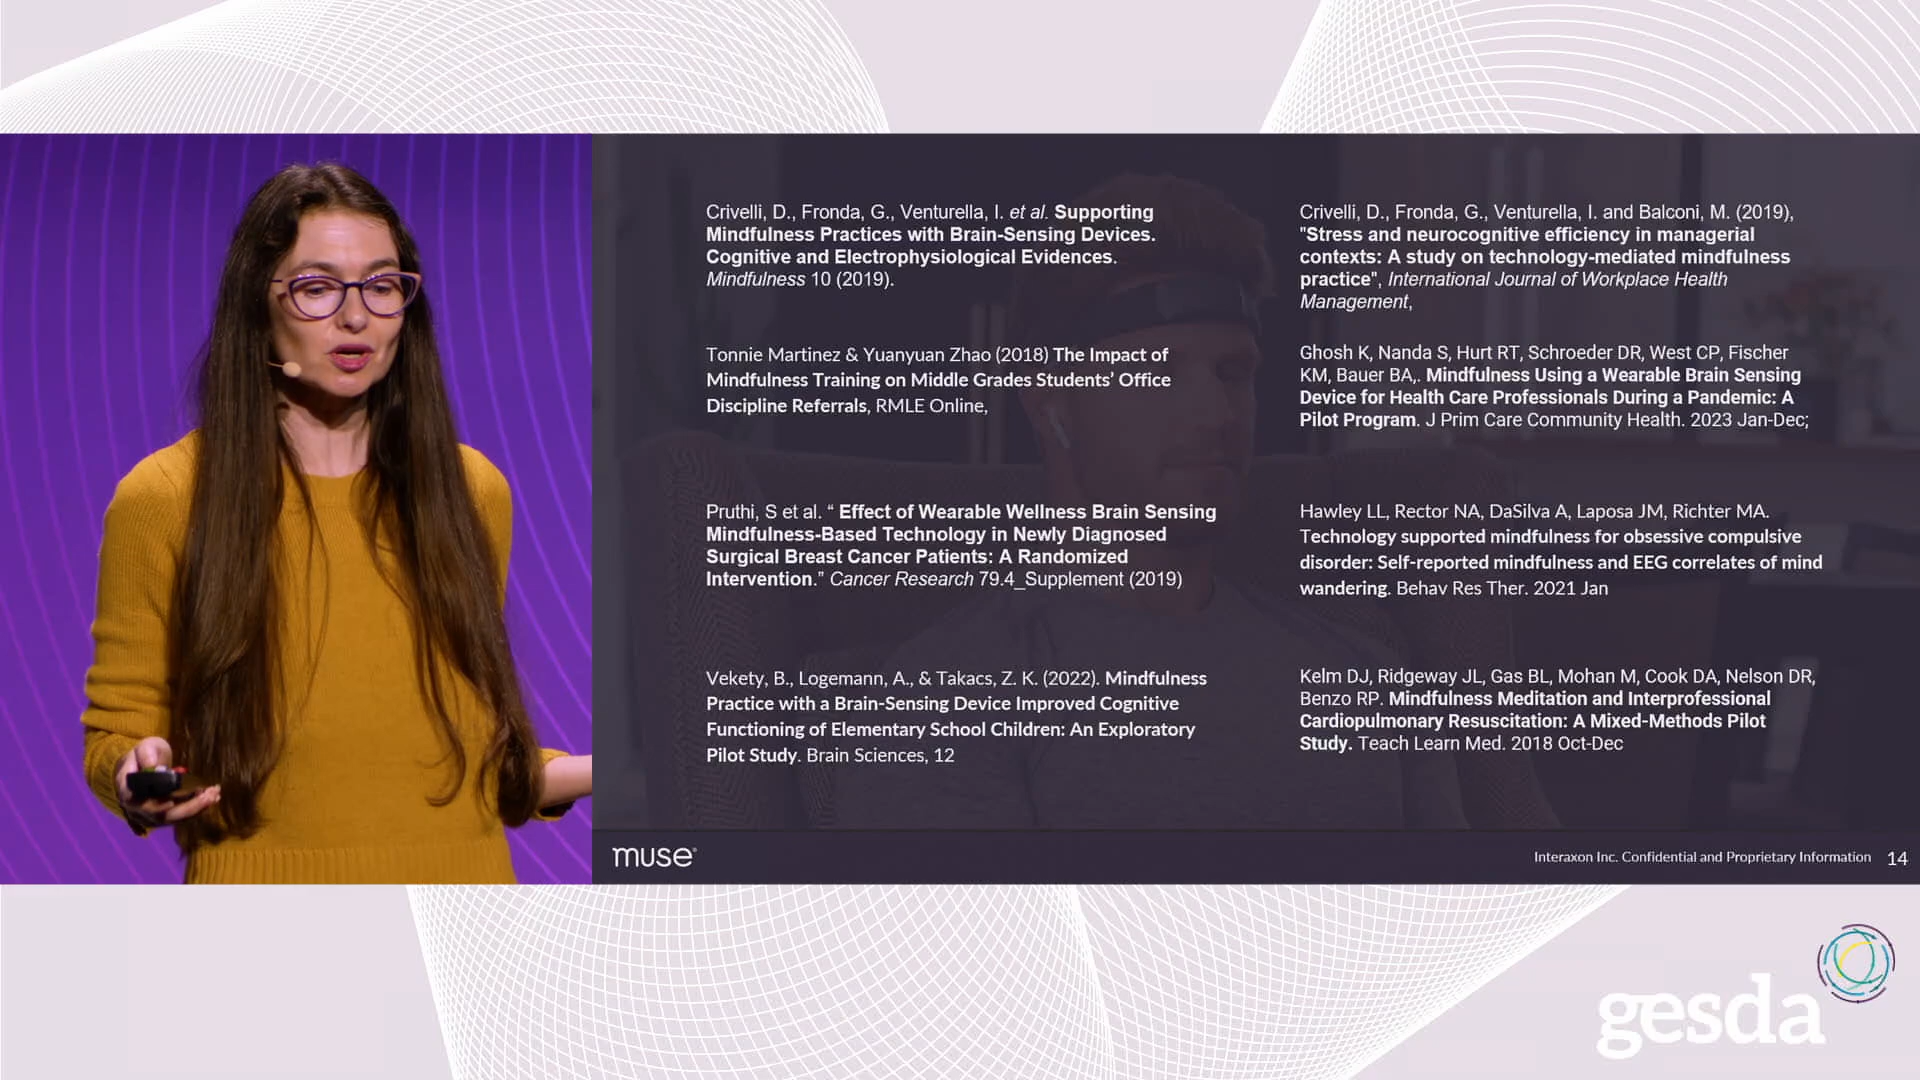 Crivelli, D., Fronda, G., Venturella, I. et al. Supporting
Mindfulness Practices with Brain-Sensing Devices.
Cognitive and Electrophysiological Evidences.
Mindfulness 10 (2019).
Tonnie Martinez & Yuanyuan Zhao (2018) The Impact of
Mindfulness Training on Middle Grades Students’ Office
Discipline Referrals, RMLE Online,
Pruthi, S et al. “ Effect of Wearable Wellness Brain Sensing
Mindfulness-Based Technology in Newly Diagnosed
Surgical Breast Cancer Patients: A Randomized
Intervention.” Cancer Research 79.4_Supplement (2019)
Vekety, B., Logemann, A., & Takacs, Z. K. (2022). Mindfulness
Practice with a Brain-Sensing Device Improved Cognitive
Functioning of Elementary School Children: An Exploratory
Pilot Study. Brain Sciences, 12
Crivelli, D., Fronda, G., Venturella, I. and Balconi, M. (2019),
"Stress and neurocognitive efficiency in managerial
contexts: A study on technology-mediated mindfulness
practice", International Journal of Workplace Health
Management,
Ghosh K, Nanda S, Hurt RT, Schroeder DR, West CP, Fischer
KM, Bauer BA,. Mindfulness Using a Wearable Brain Sensing
Device for Health Care Professionals During a Pandemic: A
Pilot Program. J Prim Care Community Health. 2023 Jan-Dec;
Hawley LL, Rector NA, DaSilva A, Laposa JM, Richter MA.
Technology supported mindfulness for obsessive compulsive
disorder: Self-reported mindfulness and EEG correlates of mind
wandering. Behav Res Ther. 2021 Jan
Kelm DJ, Ridgeway JL, Gas BL, Mohan M, Cook DA, Nelson DR,
Benzo RP. Mindfulness Meditation and Interprofessional
Cardiopulmonary Resuscitation: A Mixed-Methods Pilot
Study. Teach Learn Med. 2018 Oct-Dec
muse
Interaxon Inc. Confidential and Proprietary Information 14
gesda